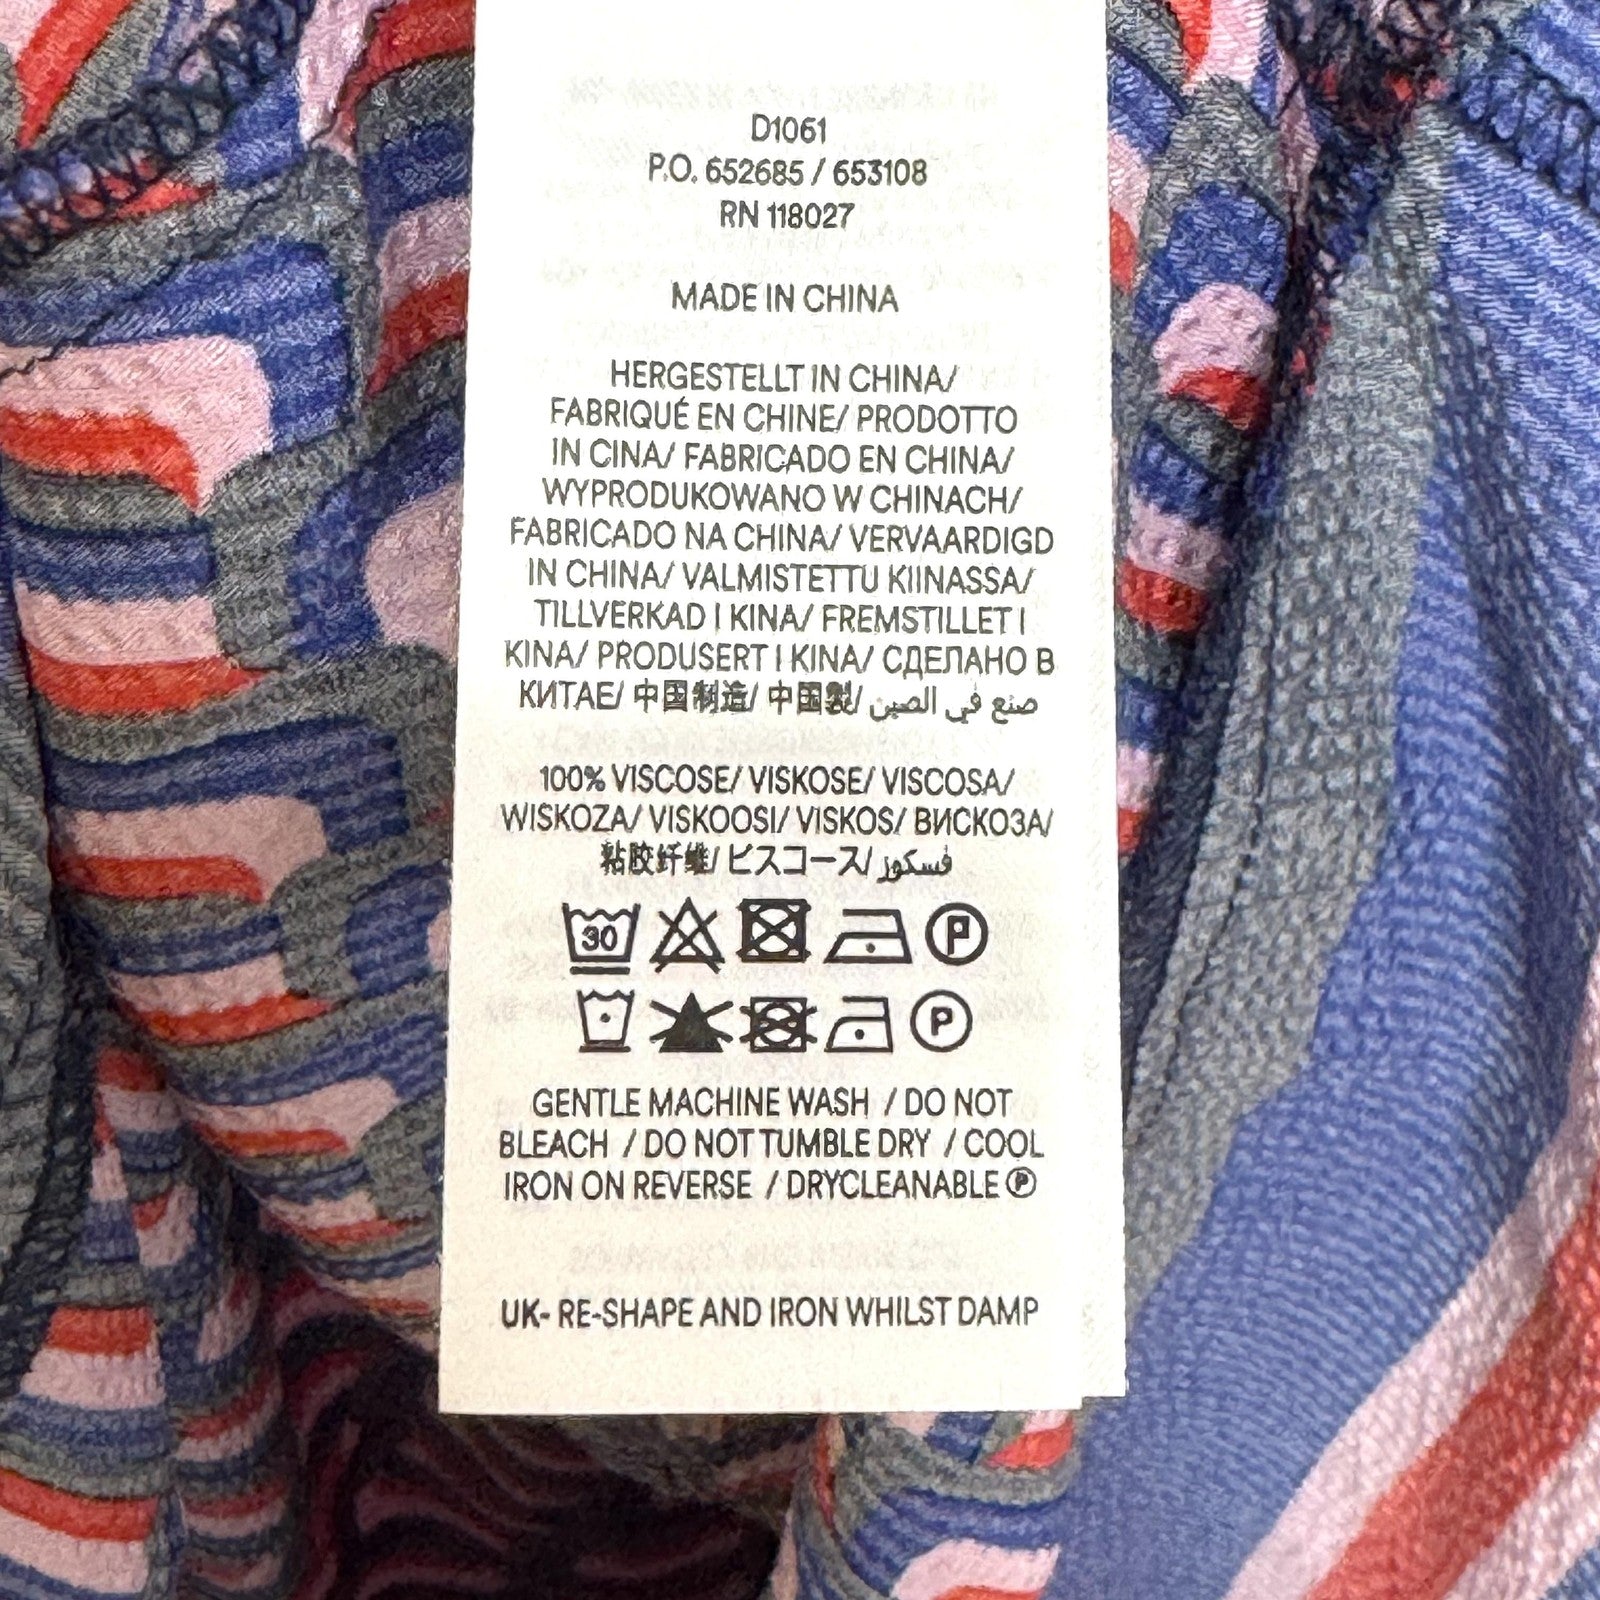 D1061
P.O. 652685 / 653108
RN 118027
MADE IN CHINA
HERGESTELLT IN CHINA/
FABRIQUÉ EN CHINE/ PRODOTTO
IN CINA/ FABRICADO EN CHINA/
WYPRODUKOWANO W CHINACH/
FABRICADO NA CHINA/ VERVAARDIGD
IN CHINA/ VALMISTETTU KIINASSA/
TILLVERKAD I KINA/ FREMSTILLET I
KINA/ PRODUSERT I KINA/ СДЕЛАНО В
КИТАЕ/ 中国制造/ 中国製/ صنع في الصين
100% VISCOSE/ VISKOSE/ VISCOSA/
WISKOZA/ VISKOOSI/ VISKOS/ ВИСКОЗА/
粘胶纤维/ ビスコース/ فسكوز
30 P
P
GENTLE MACHINE WASH / DO NOT
BLEACH / DO NOT TUMBLE DRY / COOL
IRON ON REVERSE / DRYCLEANABLE Ⓟ
UK- RE-SHAPE AND IRON WHILST DAMP